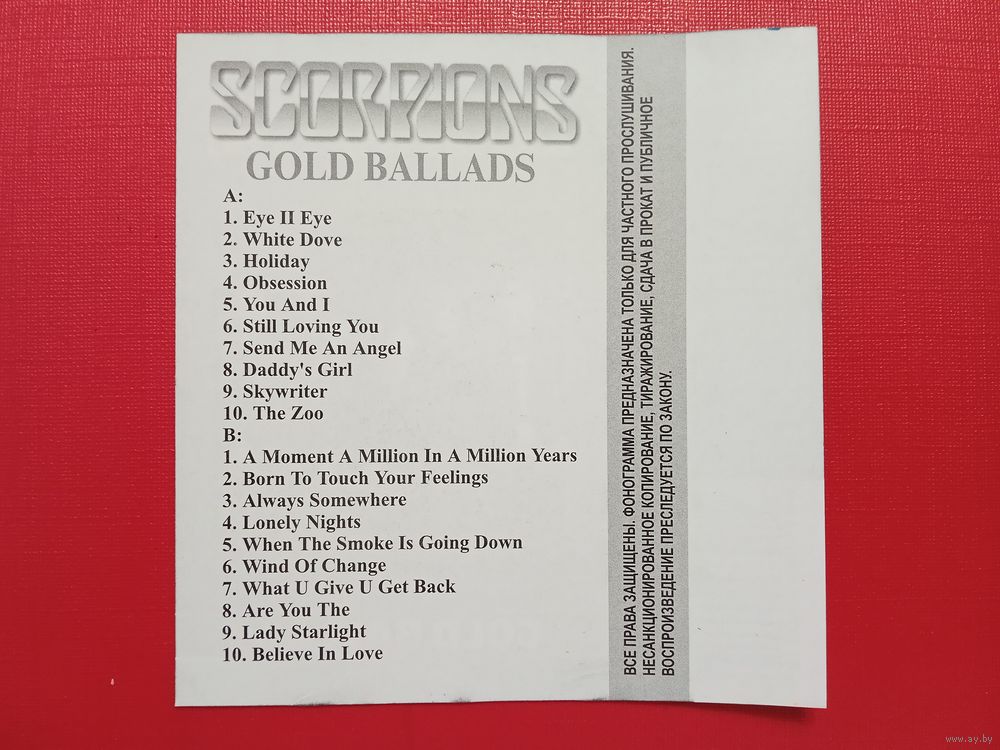 SCORPIONS
GOLD BALLADS
A:
1. Eye II Eye
2. White Dove
3. Holiday
4. Obsession
5. You And I
6. Still Loving You
7. Send Me An Angel
8. Daddy's Girl
9. Skywriter
10. The Zoo
B:
1. A Moment A Million In A Million Years
2. Born To Touch Your Feelings
3. Always Somewhere
4. Lonely Nights
5. When The Smoke Is Going Down
6. Wind Of Change
7. What U Give U Get Back
8. Are You The
9. Lady Starlight
10. Believe In Love
ВСЕ ПРАВА ЗАЩИЩЕНЫ. ФОНОГРАММА ПРЕДНАЗНАЧЕНА ТОЛЬКО ДЛЯ ЧАСТНОГО ПРОСЛУШИВАНИЯ.
НЕСАНКЦИОНИРОВАННОЕ КОПИРОВАНИЕ, ТИРАЖИРОВАНИЕ, СДАЧА В ПРОКАТ И ПУБЛИЧНОЕ
ВОСПРОИЗВЕДЕНИЕ ПРЕСЛЕДУЕТСЯ ПО ЗАКОНУ.
www.ay.by